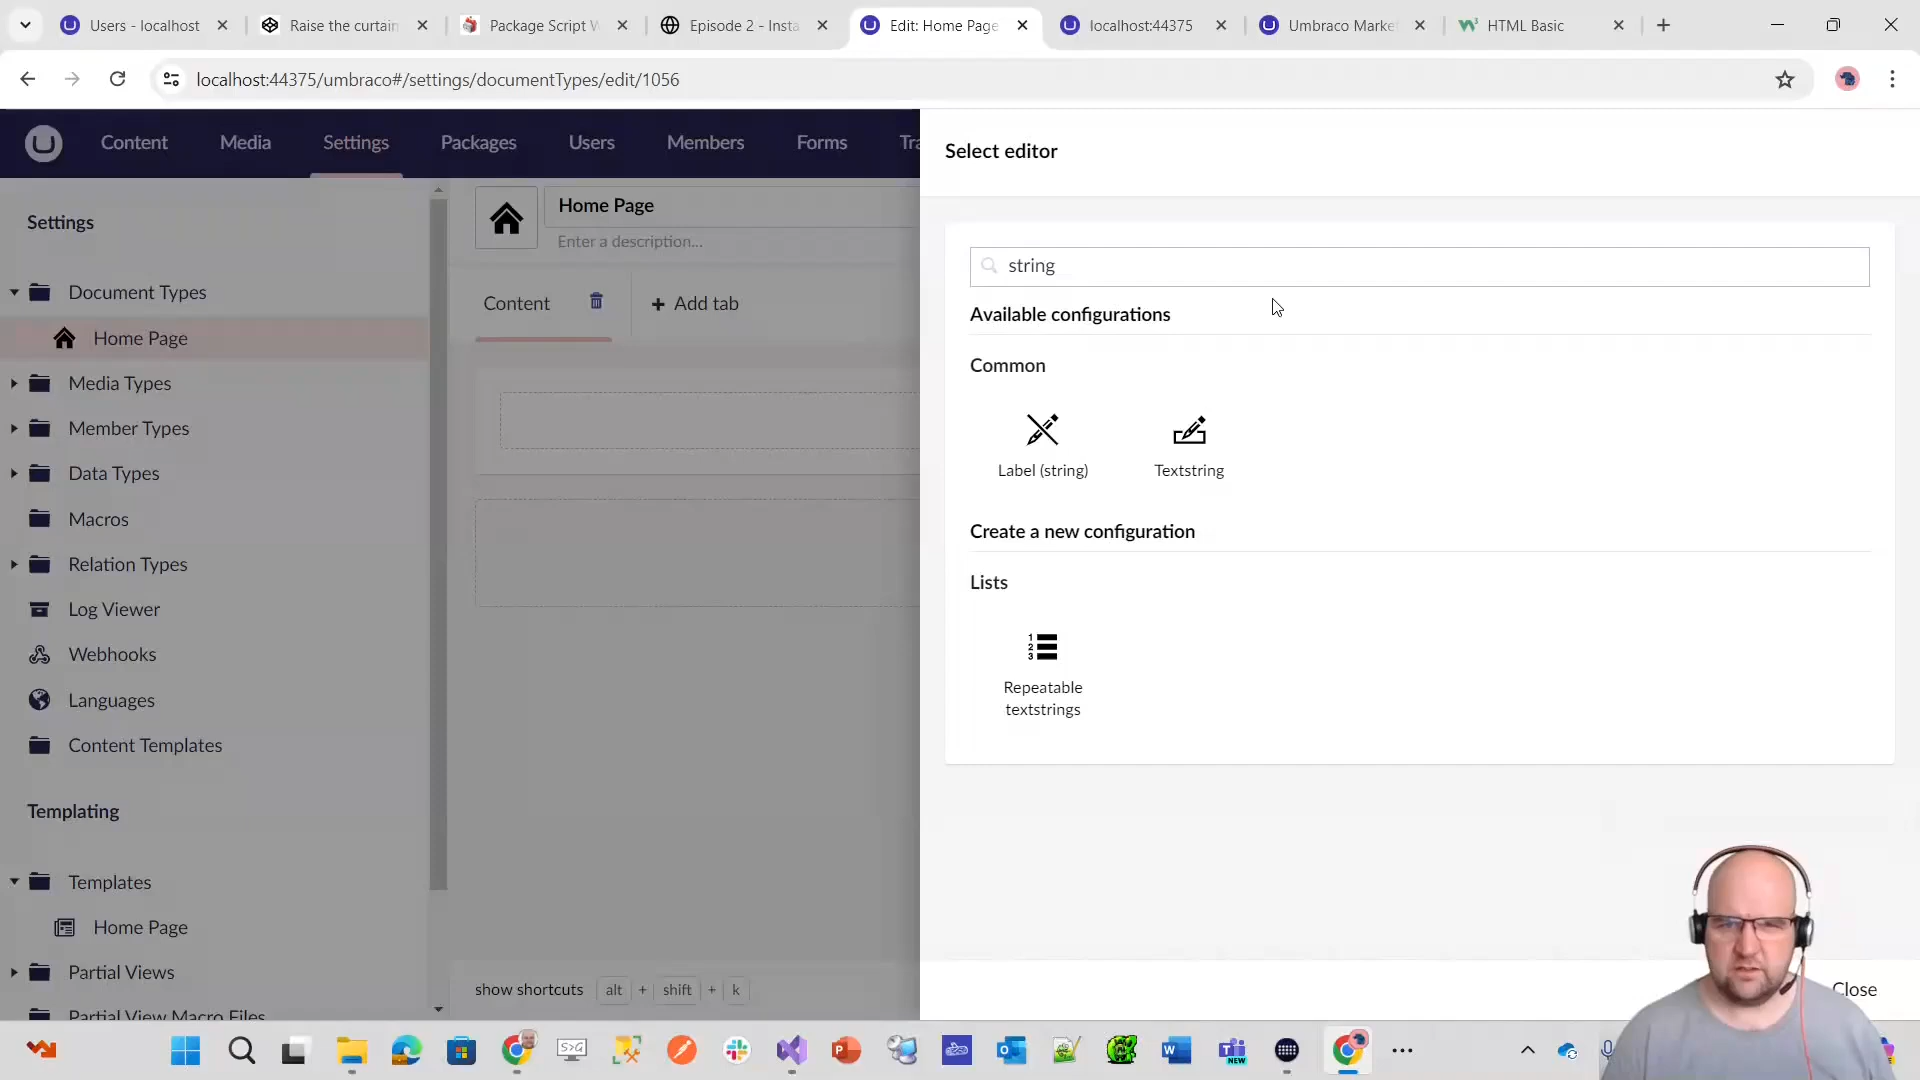 Users - localhost
Raise the curtain
Package Script W
Episode 2 - Insta
Edit: Home Page
localhost:44375
Umbraco Marke
HTML Basic
localhost:44375/umbraco#/settings/documentTypes/edit/1056
Content
Media
Settings
Packages
Users
Members
Forms
Tra
Select editor
Settings
Home Page
Enter a description...
string
Document Types
Home Page
Content
Add tab
Available configurations
Common
Label (string)
Textstring
Media Types
Member Types
Data Types
Macros
Relation Types
Log Viewer
Webhooks
Languages
Content Templates
Create a new configuration
Lists
Repeatable
textstrings
Templating
Templates
Home Page
Partial Views
Partial View Macro Files
show shortcuts alt + shift + k
Close
S>G
NEW